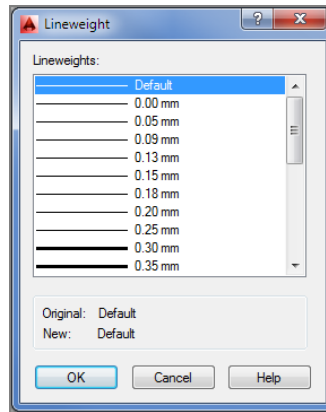 Lineweight
Lineweights:
Default
0.00 mm
0.05 mm
0.09 mm
0.13 mm
0.15 mm
0.18 mm
0.20 mm
0.25 mm
0.30 mm
0.35 mm
Original: Default
New: Default
OK Cancel Help